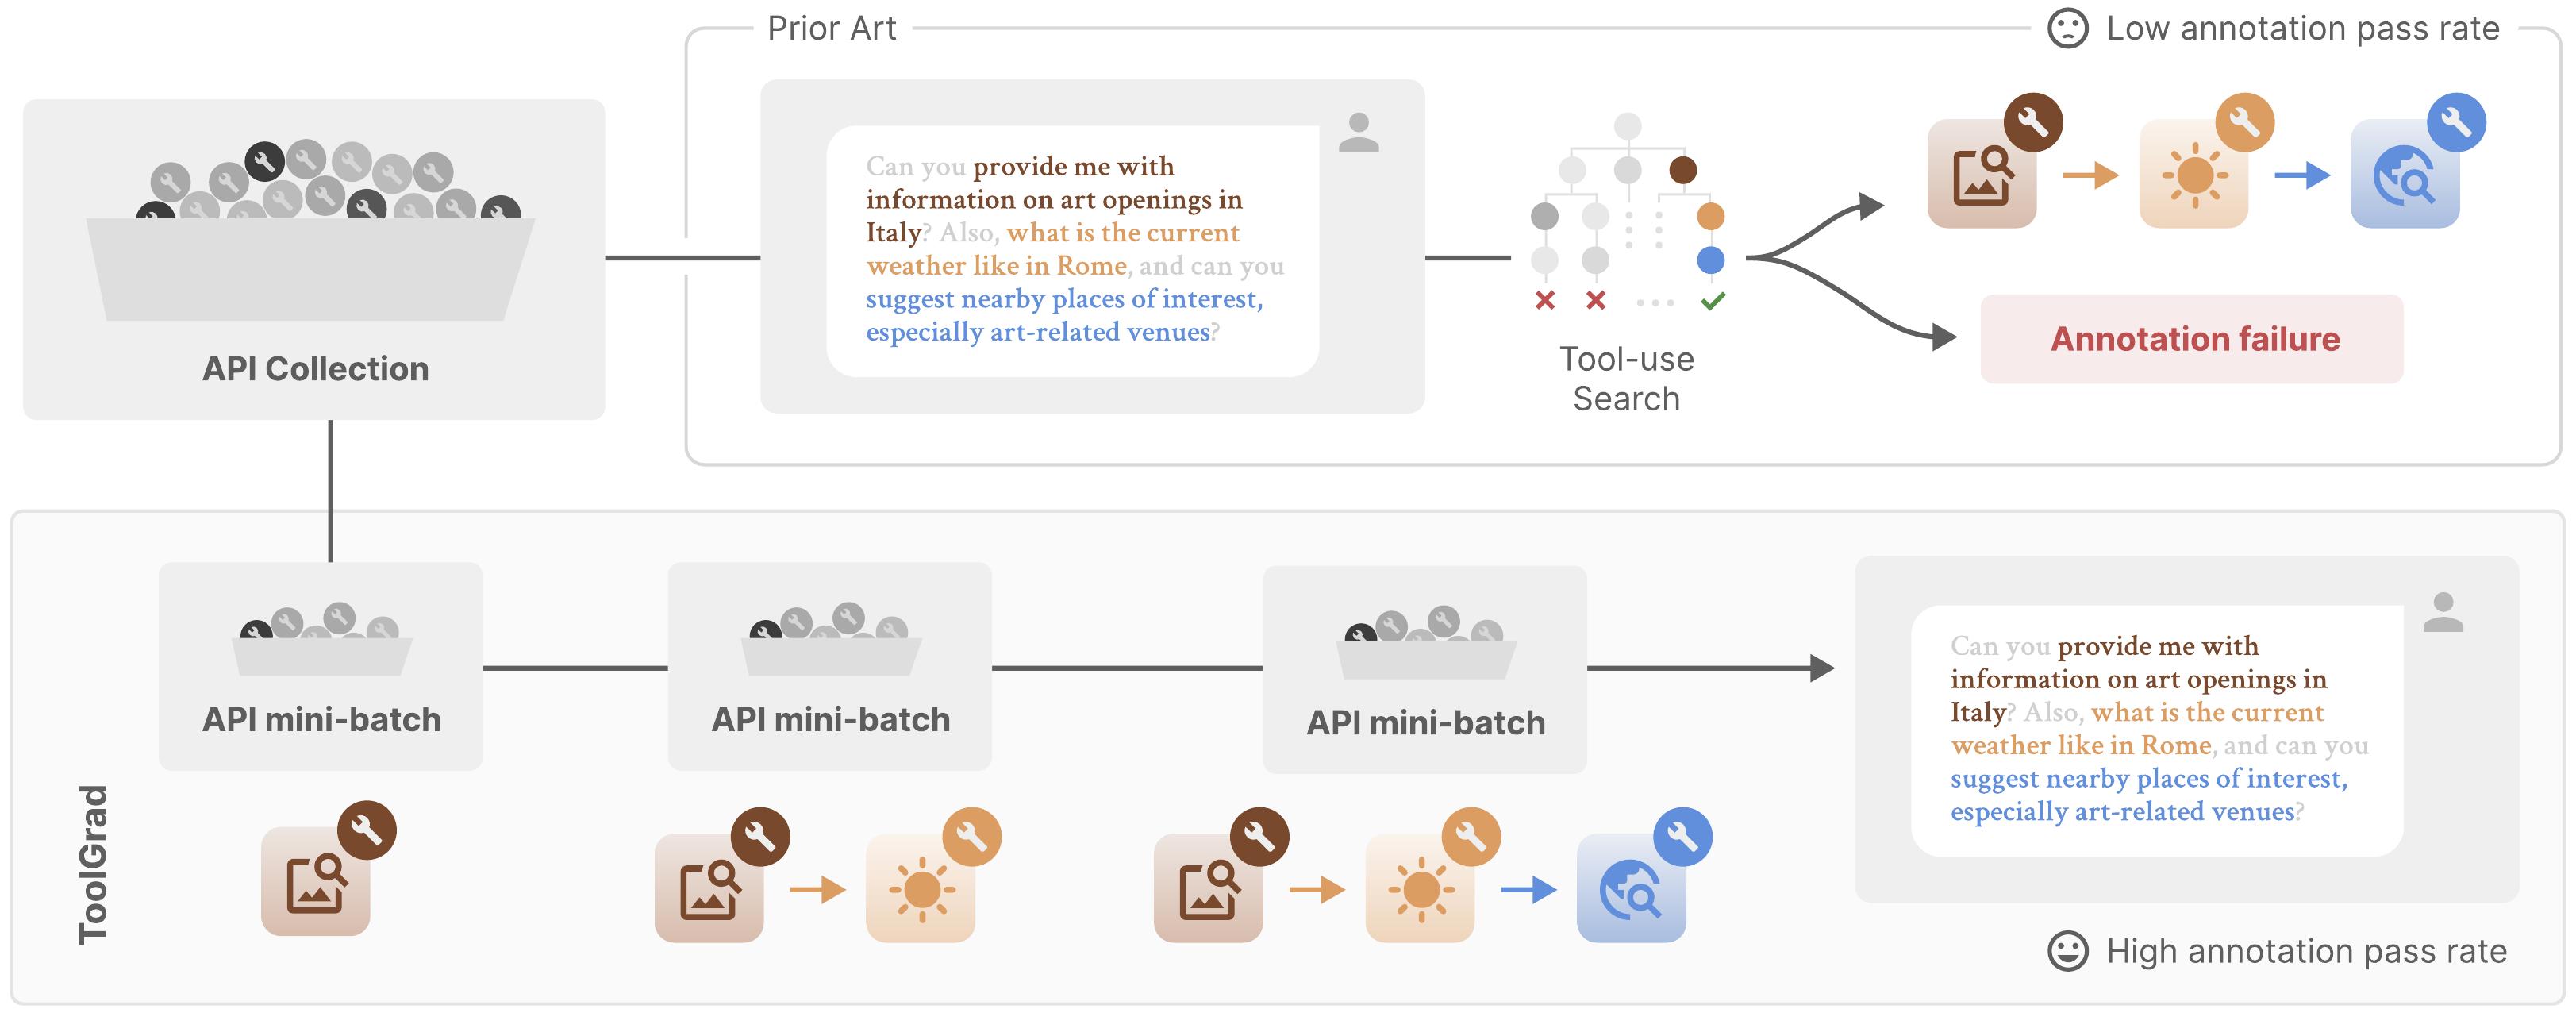 Prior Art
Low annotation pass rate
API Collection
Can you provide me with
information on art openings in
Italy? Also, what is the current
weather like in Rome, and can you
suggest nearby places of interest,
especially art-related venues?
Tool-use
Search
Annotation failure
ToolGrad
API mini-batch
API mini-batch
API mini-batch
Can you provide me with
information on art openings in
Italy? Also, what is the current
weather like in Rome, and can you
suggest nearby places of interest,
especially art-related venues?
High annotation pass rate